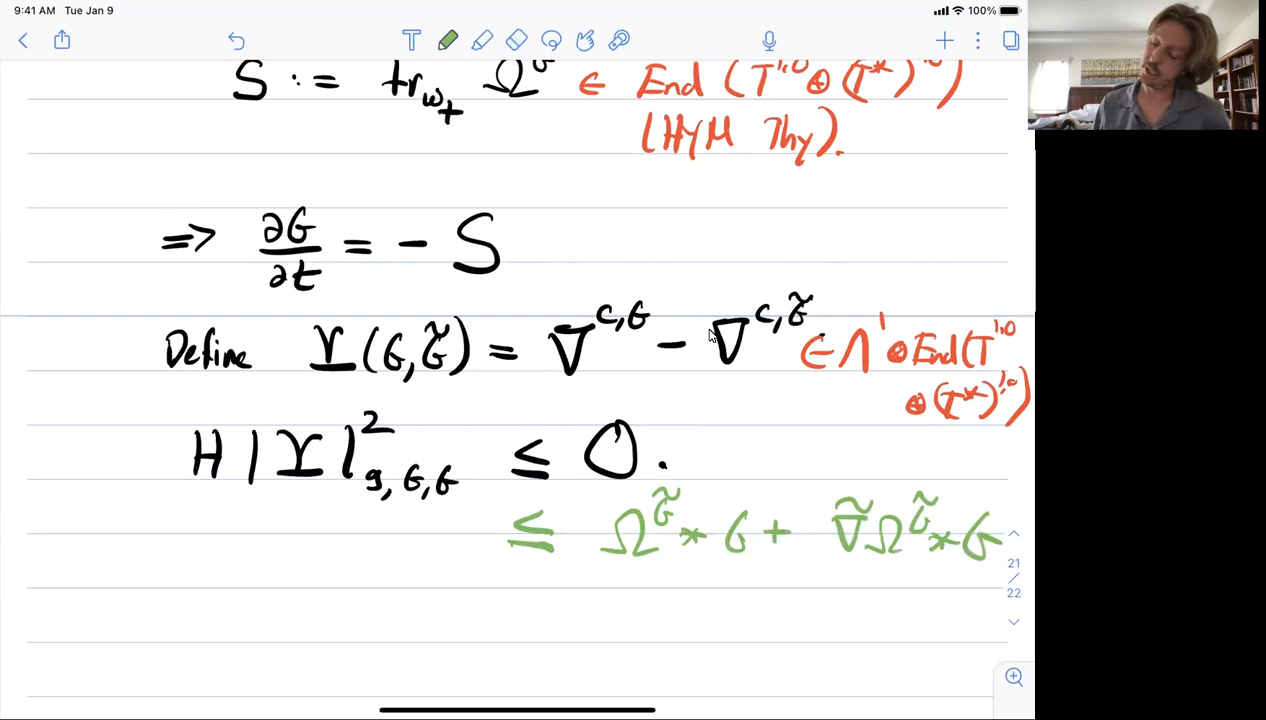 9:41 AM Tue Jan 9 100%
S := tr_{ω_+} Ω^G ∈ End (T^{1,0} ⊕ (T*)^{1,0})
(HYM Thy).
⇒ ∂G/∂t = - S
Define Υ(G, G̃) = ∇^{C,G} - ∇^{C,G̃} ∈ Λ^1 ⊗ End(T^{1,0}
⊕ (T*)^{1,0})
H |Υ|^2_{g,G,G} ≤ 0.
≤ Ω^{G̃} * G + ∇̃Ω^{G̃} * G
21
/
22